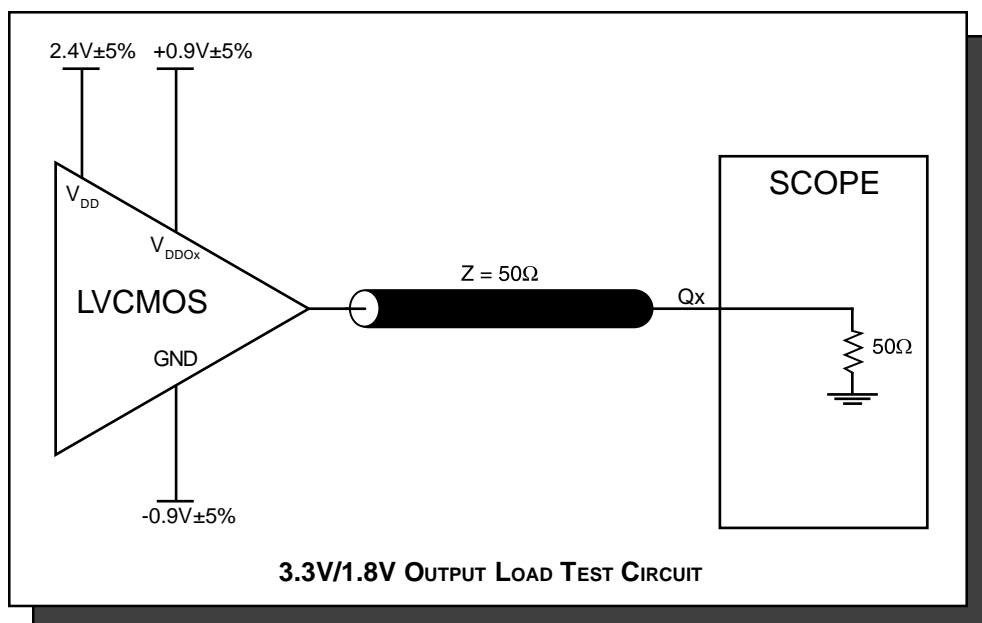 2.4V±5% +0.9V±5%
SCOPE
V_DD
V_DDOx
Z = 50Ω
LVCMOS
Qx
GND
50Ω
-0.9V±5%
3.3V/1.8V OUTPUT LOAD TEST CIRCUIT